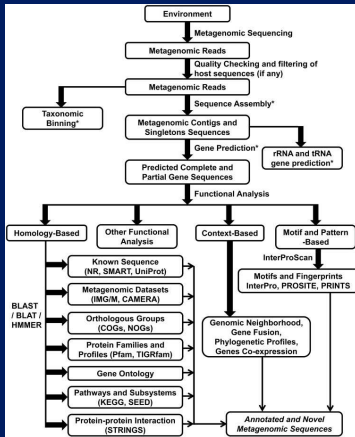 Environment
Metagenomic Sequencing
Metagenomic Reads
Quality Checking and filtering of
host sequences (if any)
Metagenomic Reads
Sequence Assembly*
Taxonomic
Binning*
Metagenomic Contigs and
Singletons Sequences
Gene Prediction*
rRNA and tRNA
gene prediction*
Predicted Complete and
Partial Gene Sequences
Functional Analysis
Homology-Based
Other Functional
Analysis
Context-Based
Motif and Pattern
-Based
BLAST
/ BLAT /
HMMER
Known Sequence
(NR, SMART, UniProt)
Metagenomic Datasets
(IMG/M, CAMERA)
Orthologous Groups
(COGs, NOGs)
Protein Families and
Profiles (Pfam, TIGRfam)
Gene Ontology
Pathways and Subsystems
(KEGG, SEED)
Protein-protein Interaction
(STRINGS)
InterProScan
Motifs and Fingerprints
InterPro, PROSITE, PRINTS
Genomic Neighborhood,
Gene Fusion,
Phylogenetic Profiles,
Genes Co-expression
Annotated and Novel
Metagenomic Sequences